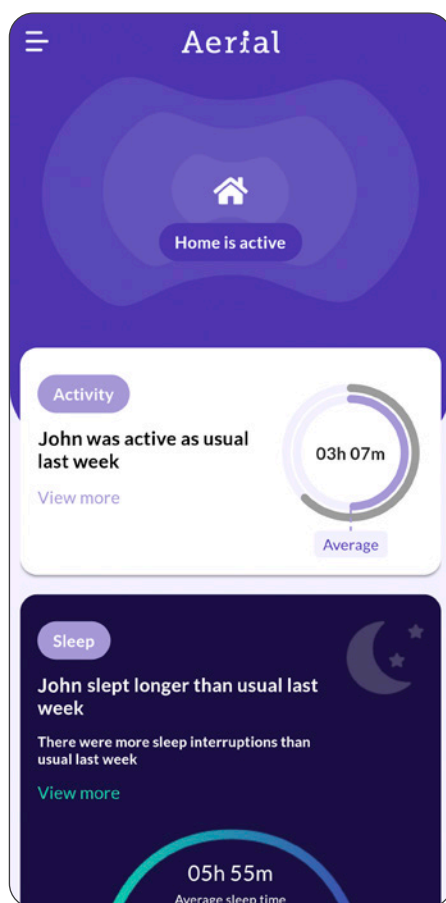 Aerial
Home is active
Activity
John was active as usual
last week
View more
03h 07m
Average
Sleep
John slept longer than usual last
week
There were more sleep interruptions than
usual last week
View more
05h 55m
Average sleep time